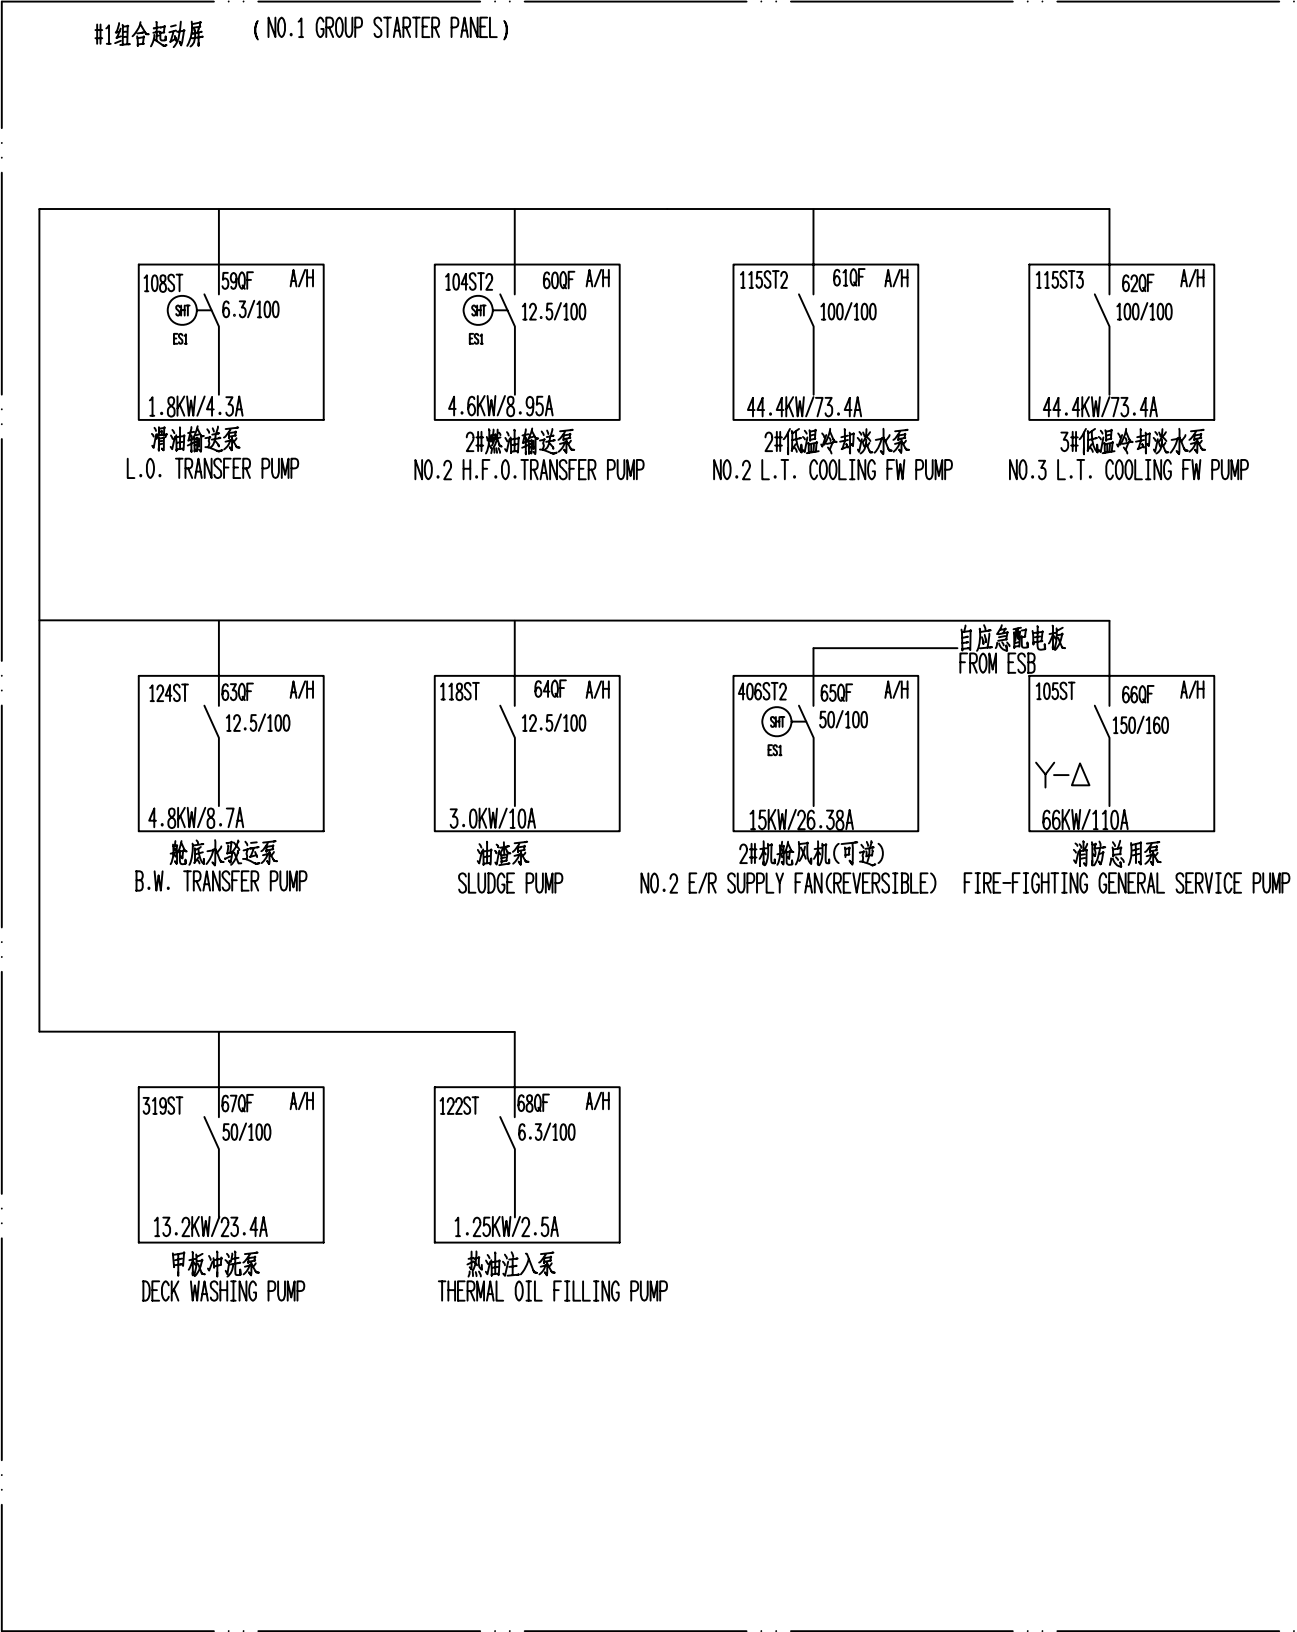 #1组合起动屏 (NO.1 GROUP STARTER PANEL)
108ST 59QF A/H
SHT 6.3/100
ES1
1.8KW/4.3A
滑油输送泵
L.O. TRANSFER PUMP
104ST2 60QF A/H
SHT 12.5/100
ES1
4.6KW/8.95A
2#燃油输送泵
NO.2 H.F.O.TRANSFER PUMP
115ST2 61QF A/H
100/100
44.4KW/73.4A
2#低温冷却淡水泵
NO.2 L.T. COOLING FW PUMP
115ST3 62QF A/H
100/100
44.4KW/73.4A
3#低温冷却淡水泵
NO.3 L.T. COOLING FW PUMP
124ST 63QF A/H
12.5/100
4.8KW/8.7A
舱底水驳运泵
B.W. TRANSFER PUMP
118ST 64QF A/H
12.5/100
3.0KW/10A
油渣泵
SLUDGE PUMP
自应急配电板
FROM ESB
406ST2 65QF A/H
SHT 50/100
ES1
15KW/26.38A
2#机舱风机(可逆)
NO.2 E/R SUPPLY FAN(REVERSIBLE)
105ST 66QF A/H
150/160
Y-Δ
66KW/110A
消防总用泵
FIRE-FIGHTING GENERAL SERVICE PUMP
319ST 67QF A/H
50/100
13.2KW/23.4A
甲板冲洗泵
DECK WASHING PUMP
122ST 68QF A/H
6.3/100
1.25KW/2.5A
热油注入泵
THERMAL OIL FILLING PUMP